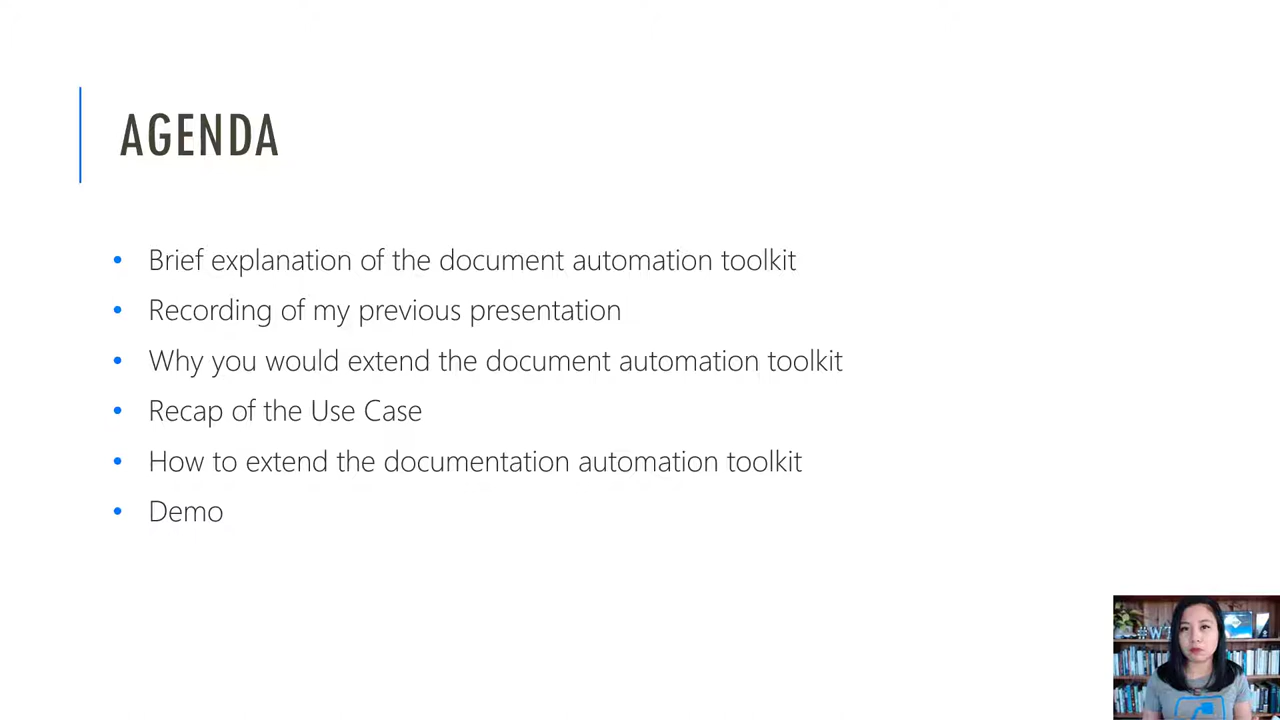 AGENDA
• Brief explanation of the document automation toolkit
• Recording of my previous presentation
• Why you would extend the document automation toolkit
• Recap of the Use Case
• How to extend the documentation automation toolkit
• Demo
#W